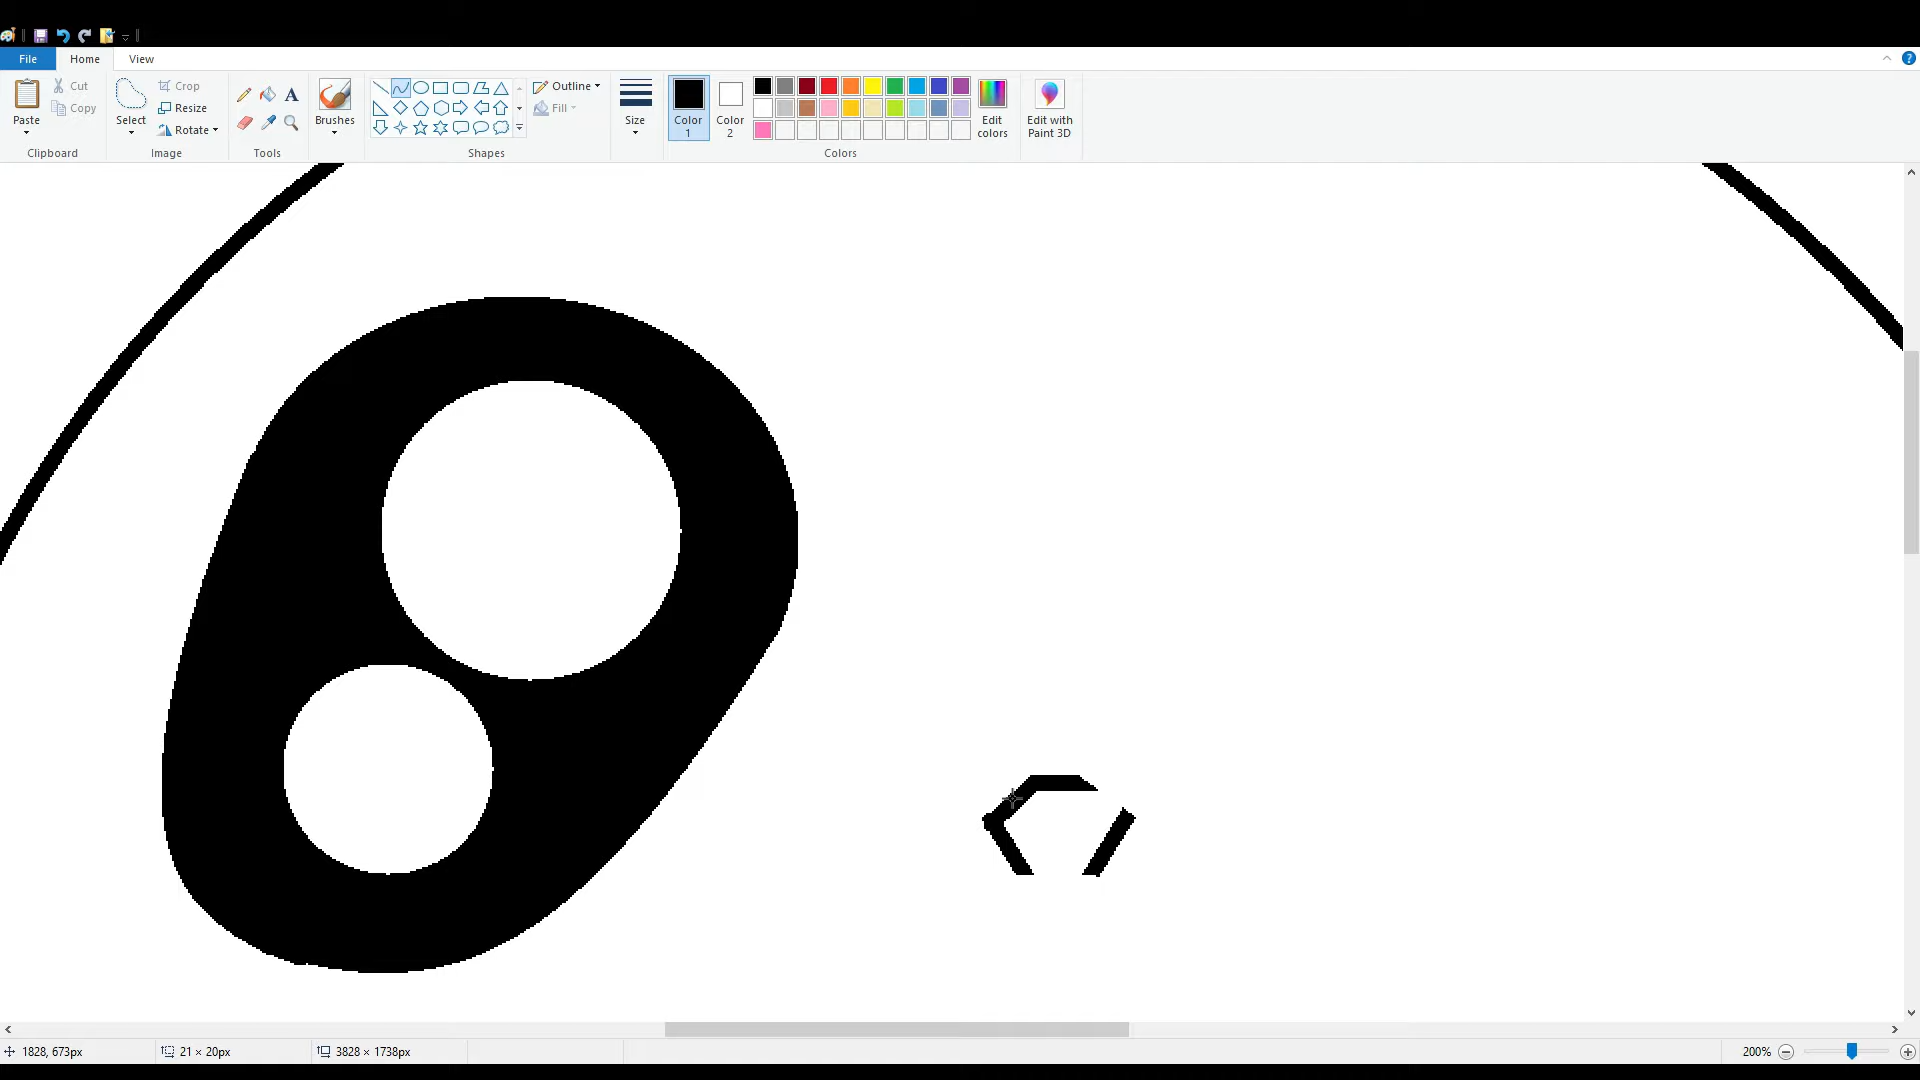 File Home View
Paste Cut Copy Clipboard
Select Crop Resize Rotate Image
A Tools
Brushes
Outline Fill Shapes
Size
Color 1 Color 2 Edit colors Colors
Edit with Paint 3D
1828, 673px 21 × 20px 3828 × 1738px 200%